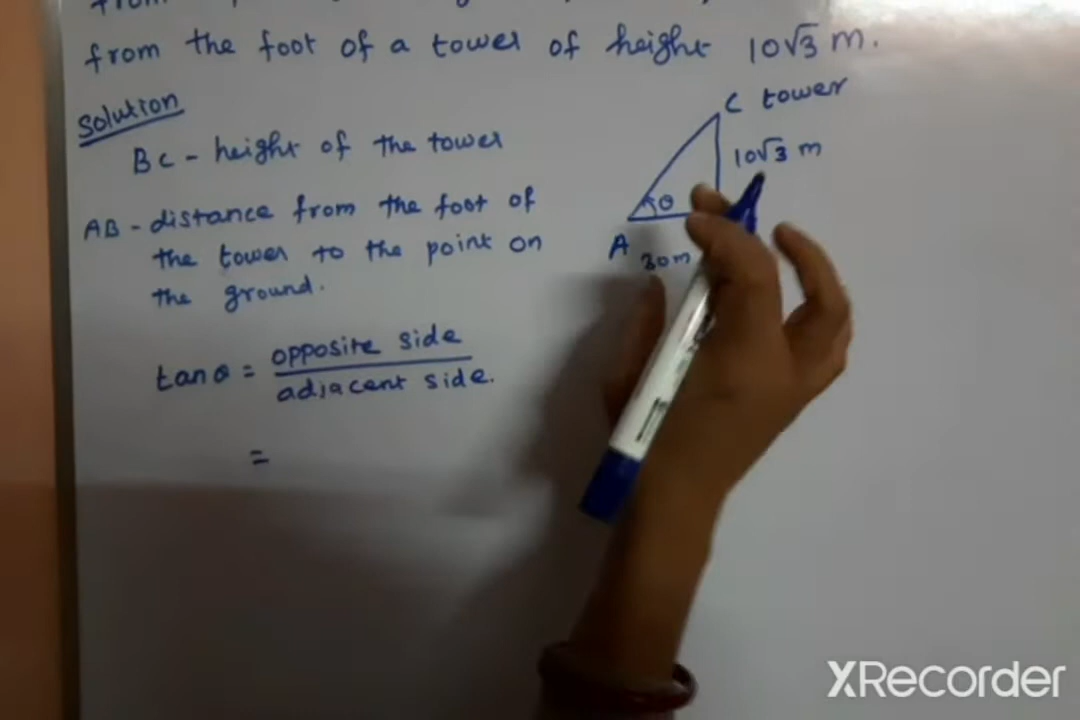 from the foot of a tower of height 10√3 m.
Solution
C tower
BC - height of the tower
10√3 m
θ
AB - distance from the foot of
the tower to the point on
the ground.
A
30m
tan θ = opposite side
adjacent side.
=
XRecorder